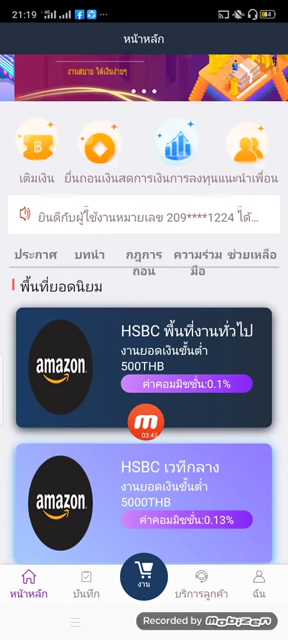 21:19
หน้าหลัก
งานสบาย ได้เงินง่ายๆ
เติมเงิน ยื่นถอนเงินสดการเงินการลงทุนแนะนำเพื่อน
ยินดีกับผู้ใช้งานหมายเลข 209****1224 ได้...
ประกาศ บทนำ กฎการถอน ความร่วมมือ ช่วยเหลือ
พื้นที่ยอดนิยม
amazon
HSBC พื้นที่งานทั่วไป
งานยอดเงินขั้นต่ำ
500THB
ค่าคอมมิชชั่น:0.1%
03:43
amazon
HSBC เวทีกลาง
งานยอดเงินขั้นต่ำ
5000THB
ค่าคอมมิชชั่น:0.13%
หน้าหลัก บันทึก งาน บริการลูกค้า ฉัน
Recorded by mobizen